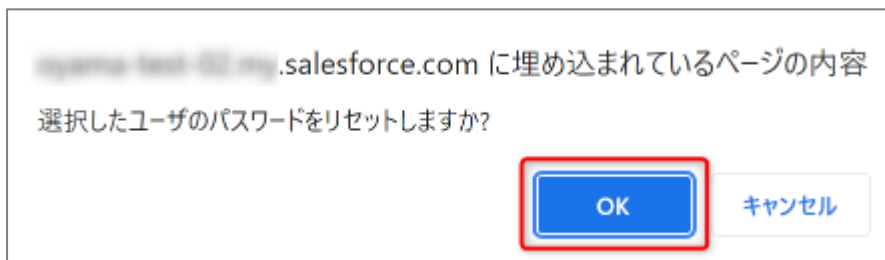 .salesforce.com に埋め込まれているページの内容
選択したユーザのパスワードをリセットしますか?
OK キャンセル